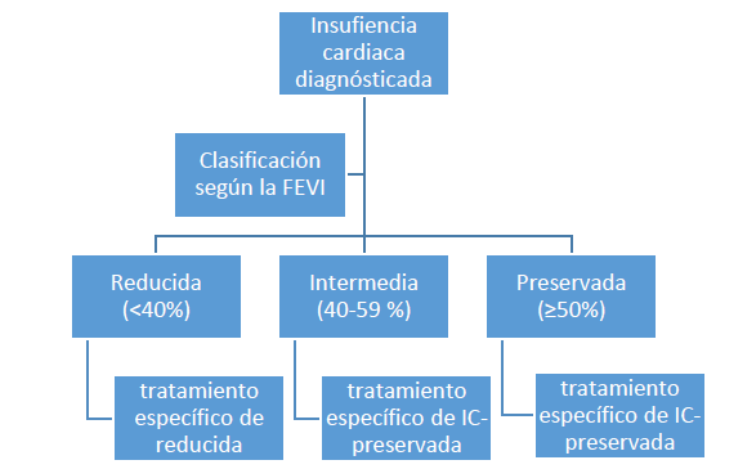 Insufiencia
cardiaca
diagnósticada
Clasificación
según la FEVI
Reducida
(<40%)
Intermedia
(40-59 %)
Preservada
(≥50%)
tratamiento
específico de
reducida
tratamiento
específico de IC-
preservada
tratamiento
específico de IC-
preservada